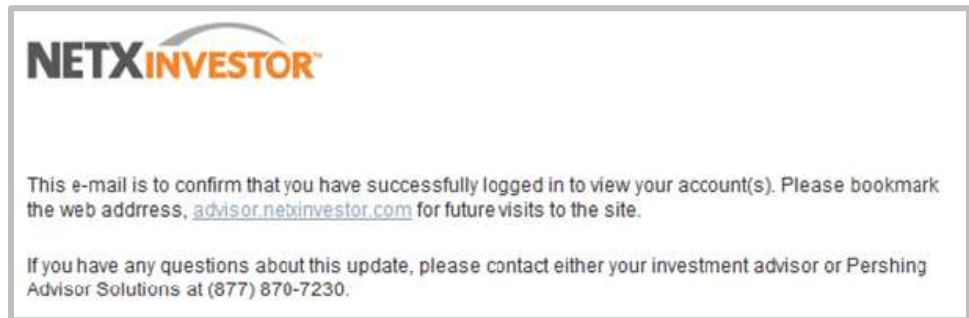 NETXINVESTOR™
This e-mail is to confirm that you have successfully logged in to view your account(s). Please bookmark
the web addrress, advisor.netxinvestor.com for future visits to the site.
If you have any questions about this update, please contact either your investment advisor or Pershing
Advisor Solutions at (877) 870-7230.